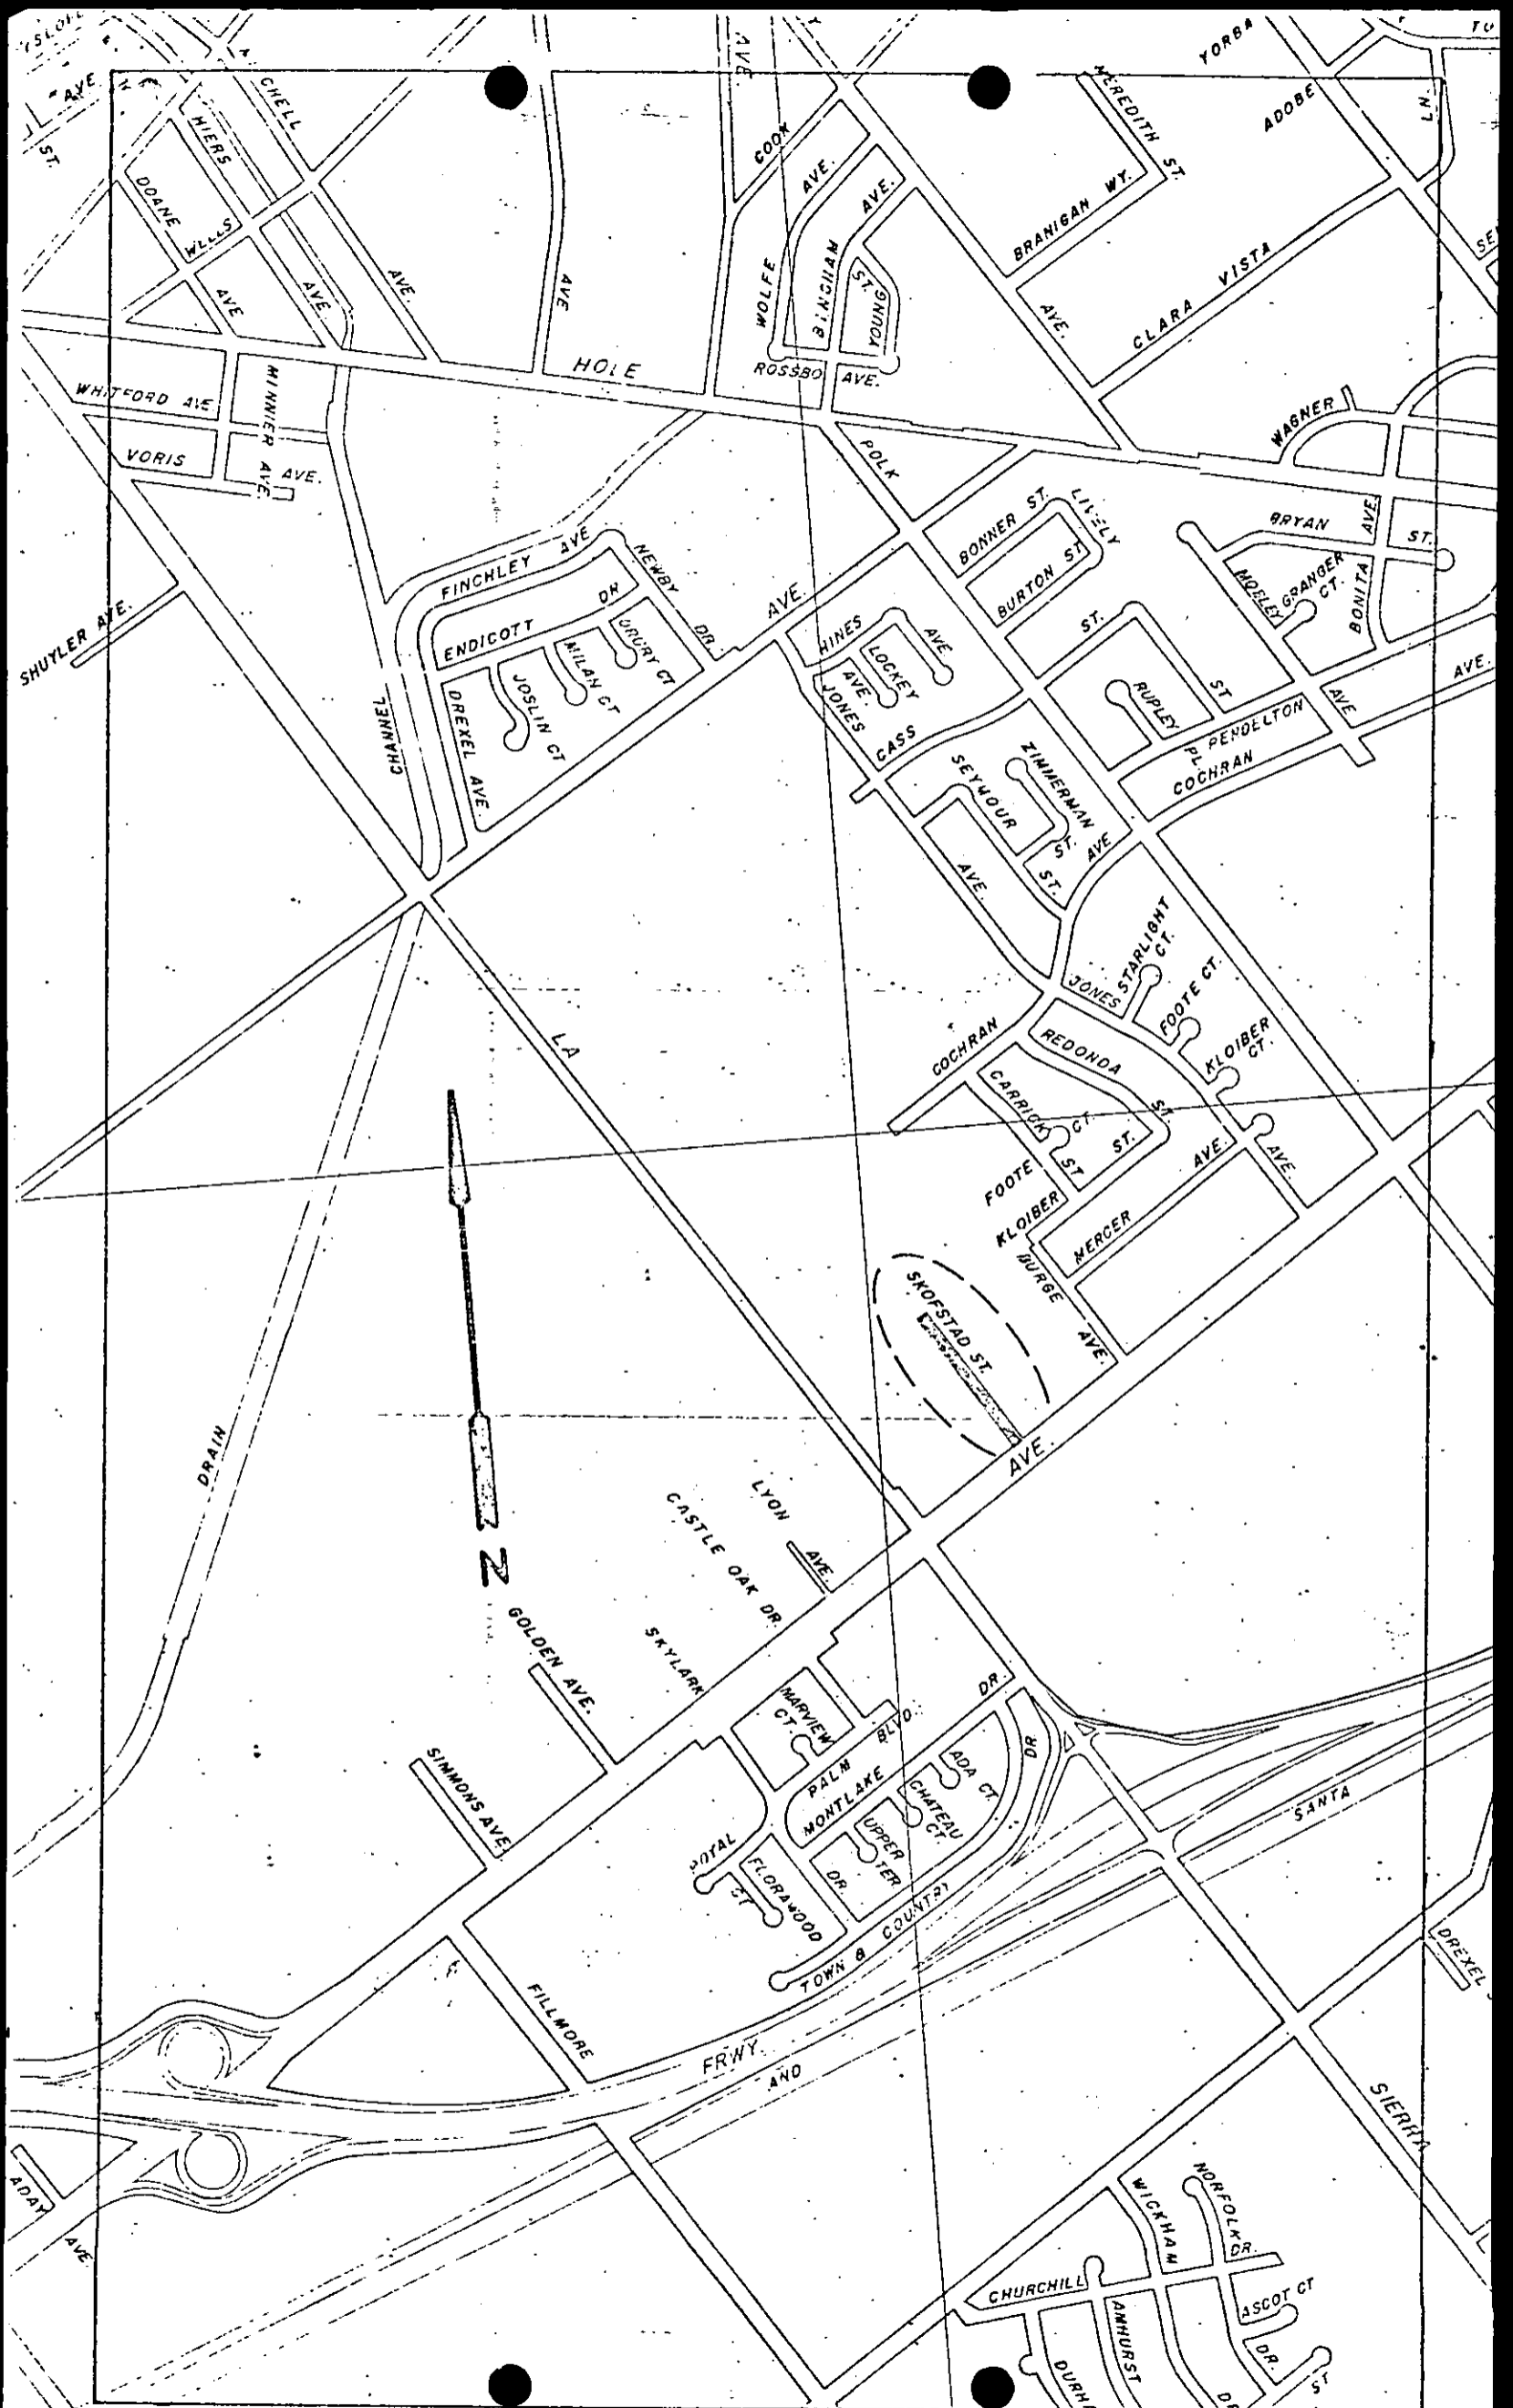 AVE.
ST.
CHELL
HIERS
DOANE
WELLS
AVE
AVE
AVE.
AVE
AVE.
COOK
AVE.
AVE.
WOLFE
BINGHAM
ST.
YOUNG
ROSSBO AVE.
MEREDITH ST.
BRANIGAN WY.
YORBA
ADOBE
LN.
CLARA VISTA
AVE.
HOLE
WHITFORD AVE
MINNIER AVE.
VORIS AVE.
POLK
WAGNER
BONNER ST.
LIVELY
BURTON ST
BRYAN ST.
AVE.
BONITA
MOBLEY
GRANGER CT.
FINCHLEY AVE
NEWBY DR.
ENDICOTT DR
DRURY CT
MILAN CT
JOSLIN CT
DREXEL AVE.
SHUYLER AVE.
CHANNEL
AVE.
HINES AVE
LOCKEY
AVE.
JONES
CASS
ST.
ST
RUPLEY
PL.
PENDELTON
COCHRAN
AVE
AVE.
SEYMOUR
ST.
ZIMMERMAN
ST.
AVE
AVE.
STARLIGHT CT.
JONES
FOOTE CT.
KLOIBER CT.
COCHRAN
REDONDA
ST.
CARRICK
CT.
ST.
FOOTE
ST
KLOIBER
MERCER
AVE.
AVE.
BURGE AVE.
LA
SKOFSTAD ST.
AVE.
DRAIN
N
LYON AVE.
CASTLE OAK DR.
SKYLARK
GOLDEN AVE.
SIMMONS AVE.
MARVIEW CT.
PALM BLVD.
MONTLAKE DR.
DR.
ADA CT.
CHATEAU CT.
UPPER TER
DR.
ROYAL
CT
FLORAWOOD
TOWN & COUNTRY
SANTA
FILLMORE
FRWY.
AND
DREXEL
SIERRA
ADAY
AVE.
WICKHAM
NORFOLK
DR.
CHURCHILL
AMHURST
ASCOT CT
DR.
ST